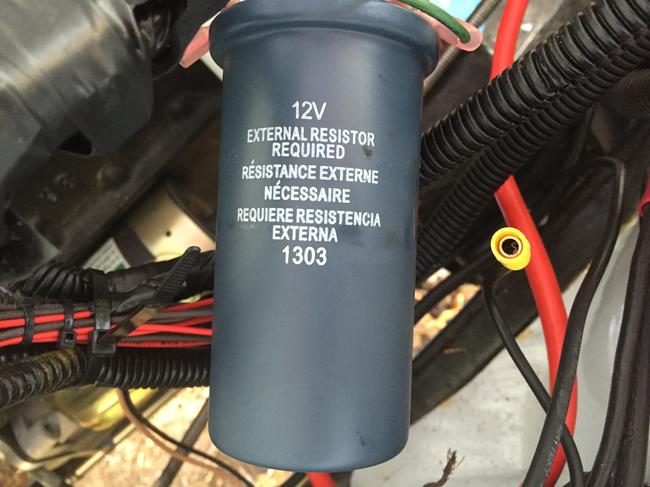 12V
EXTERNAL RESISTOR
REQUIRED
RÉSISTANCE EXTERNE
NÉCESSAIRE
REQUIERE RESISTENCIA
EXTERNA
1303